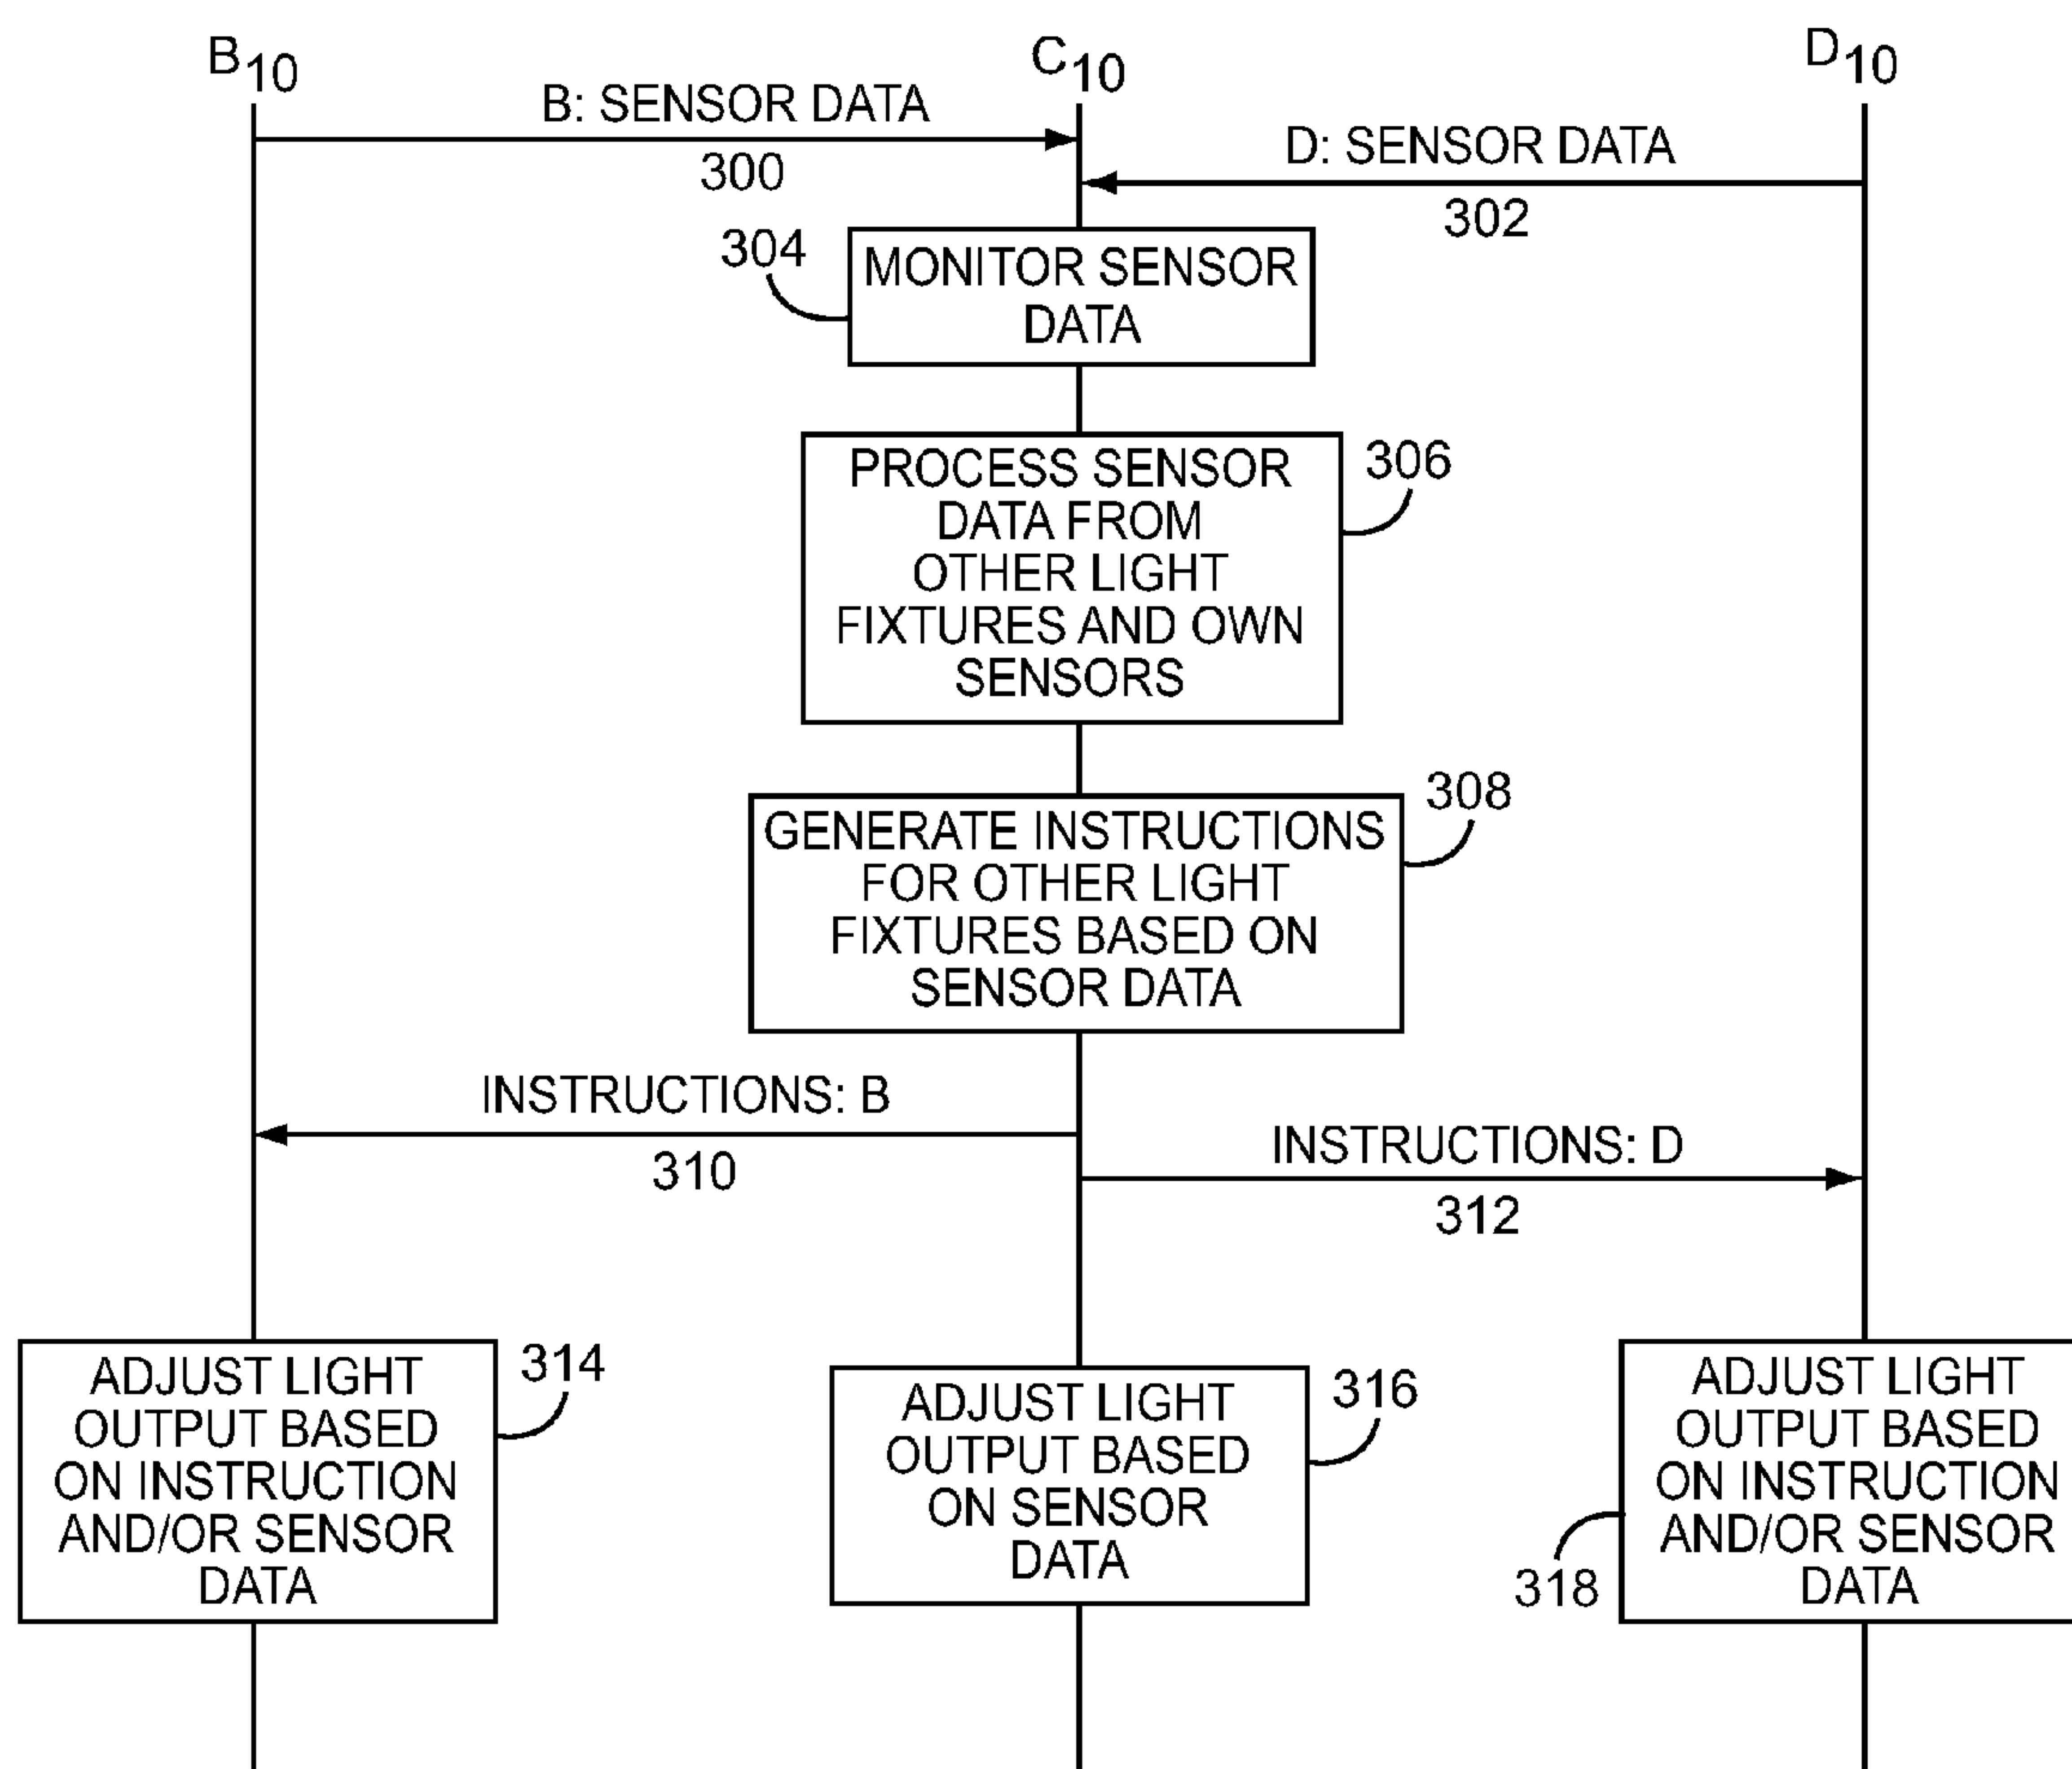 B10
C10
D10
B: SENSOR DATA
300
D: SENSOR DATA
302
304
MONITOR SENSOR
DATA
PROCESS SENSOR
DATA FROM
OTHER LIGHT
FIXTURES AND OWN
SENSORS
306
GENERATE INSTRUCTIONS
FOR OTHER LIGHT
FIXTURES BASED ON
SENSOR DATA
308
INSTRUCTIONS: B
310
INSTRUCTIONS: D
312
ADJUST LIGHT
OUTPUT BASED
ON INSTRUCTION
AND/OR SENSOR
DATA
314
ADJUST LIGHT
OUTPUT BASED
ON SENSOR
DATA
316
ADJUST LIGHT
OUTPUT BASED
ON INSTRUCTION
AND/OR SENSOR
DATA
318